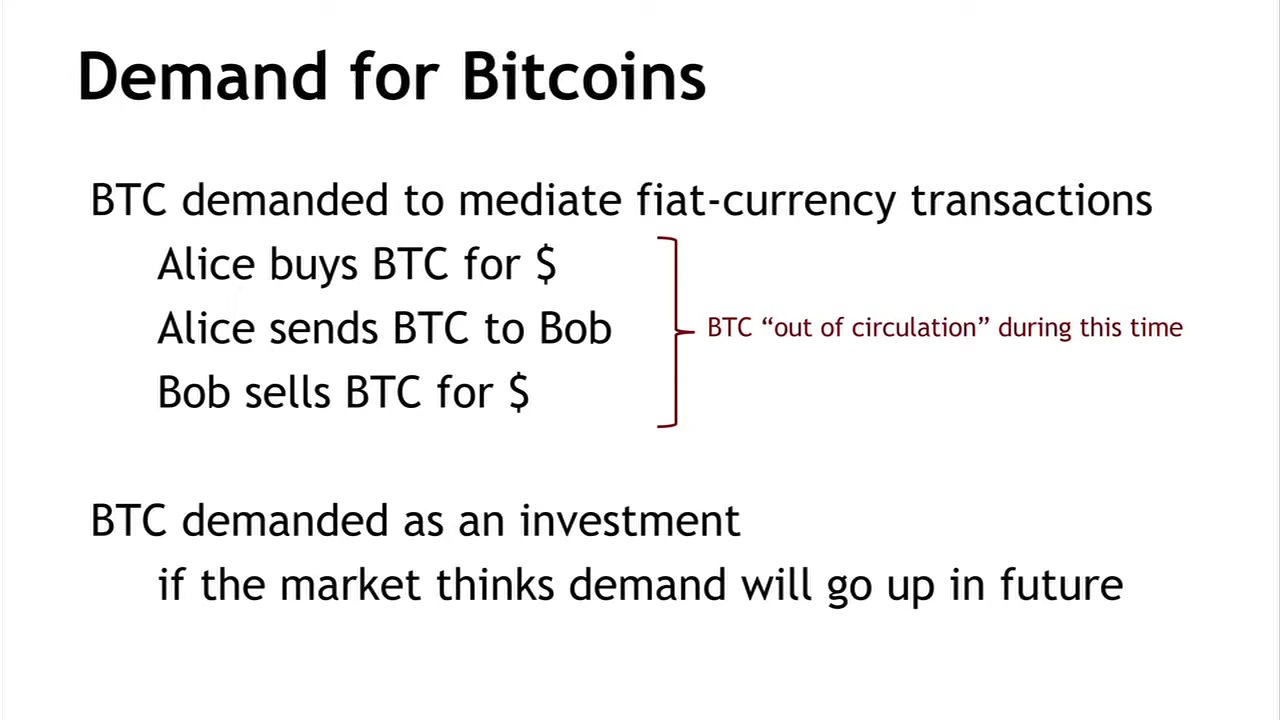 Demand for Bitcoins
BTC demanded to mediate fiat-currency transactions
Alice buys BTC for $
Alice sends BTC to Bob
BTC “out of circulation” during this time
Bob sells BTC for $
BTC demanded as an investment
if the market thinks demand will go up in future